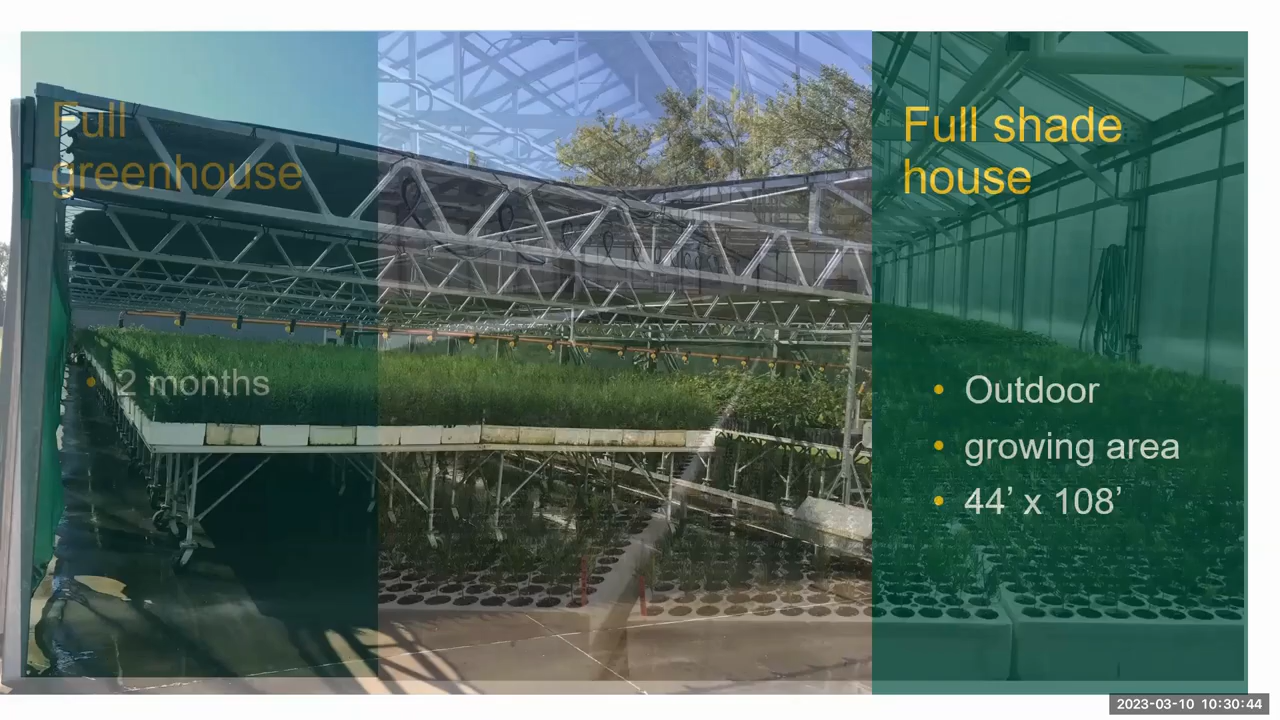 Full
greenhouse
• 2 months
Full shade
house
• Outdoor
• growing area
• 44’ x 108’
2023-03-10 10:30:44